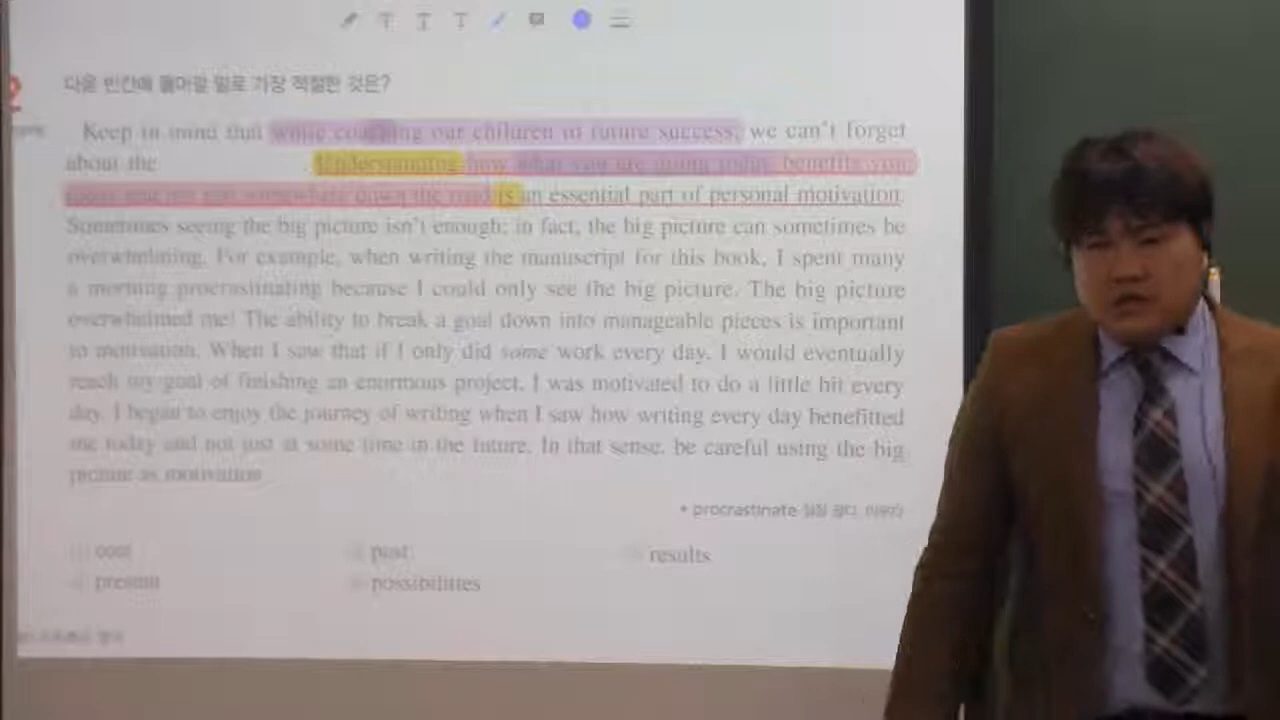 다음 빈칸에 들어갈 말로 가장 적절한 것은?
Keep in mind that while coaching our children to future success, we can't forget
about the Understanding how what you are doing today benefits you
today and not just somewhere down the road is an essential part of personal motivation.
Sometimes seeing the big picture isn't enough; in fact, the big picture can sometimes be
overwhelming. For example, when writing the manuscript for this book, I spent many
a morning procrastinating because I could only see the big picture. The big picture
overwhelmed me! The ability to break a goal down into manageable pieces is important
to motivation. When I saw that if I only did some work every day, I would eventually
reach my goal of finishing an enormous project, I was motivated to do a little bit every
day. I began to enjoy the journey of writing when I saw how writing every day benefitted
me today and not just at some time in the future. In that sense, be careful using the big
picture as motivation
* procrastinate
cost past results
present possibilities